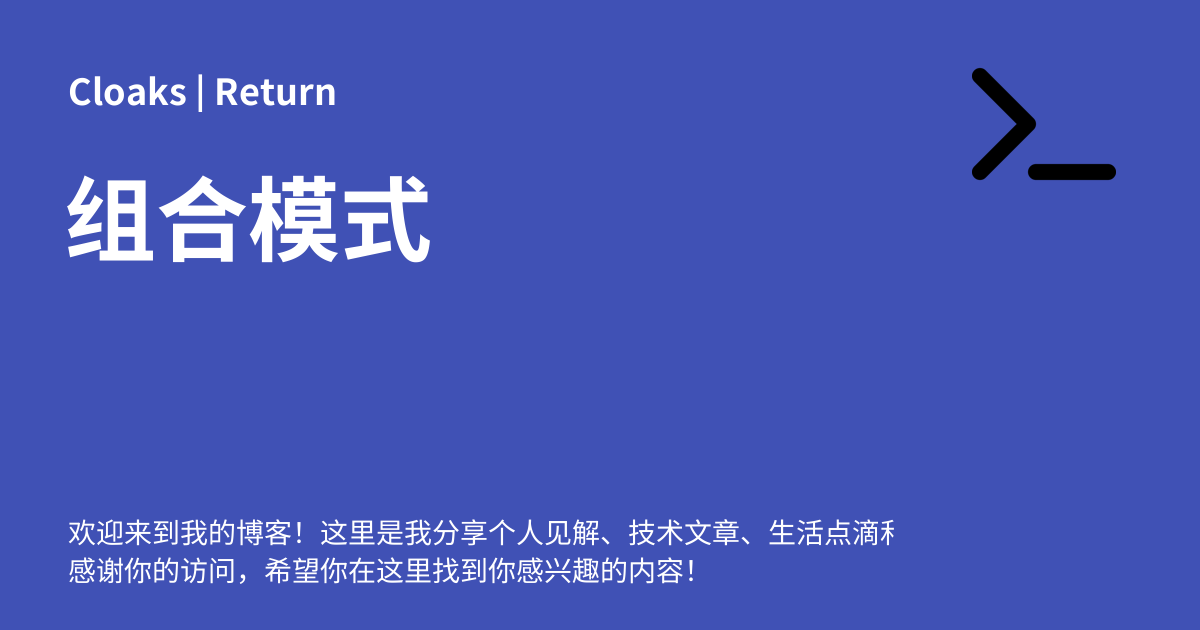 Cloaks | Return
组合模式
欢迎来到我的博客！这里是我分享个人见解、技术文章、生活点滴
感谢你的访问，希望你在这里找到你感兴趣的内容！